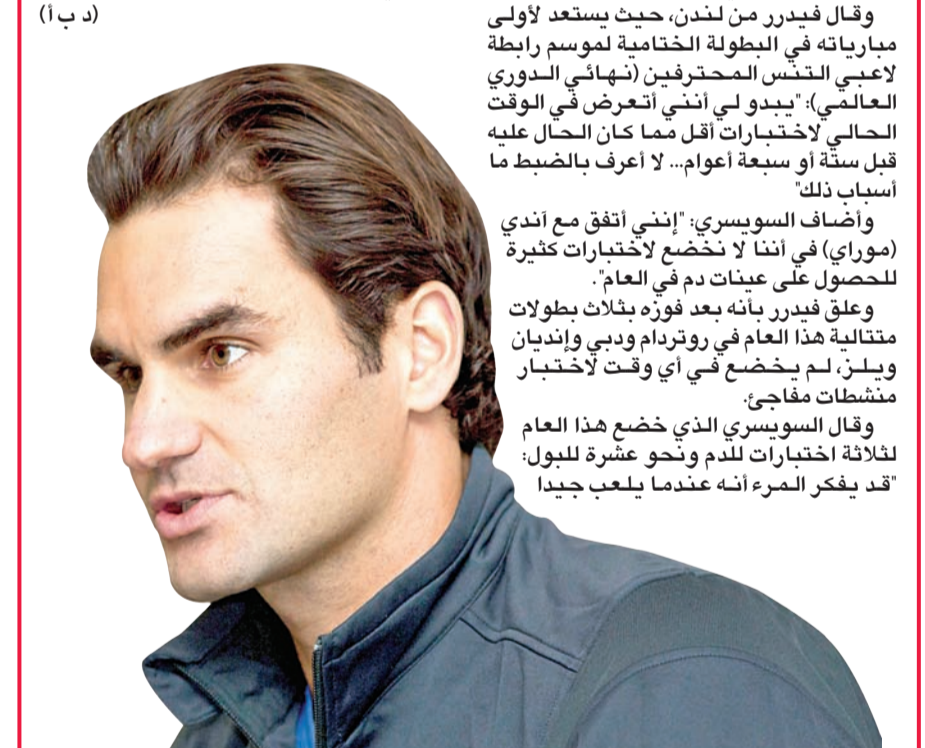 وقال فيدرر من لندن، حيث يستعد لأولى
مبارياته في البطولة الختامية لموسم رابطة
لاعبي التنس المحترفين (نهائي الدوري
العالمي): "يبدو لي أنني أتعرض في الوقت
الحالي لاختبارات أقل مما كان الحال عليه
قبل ستة أو سبعة أعوام... لا أعرف بالضبط ما
أسباب ذلك"
وأضاف السويسري: "إنني أتفق مع آندي
(موراي) في أننا لا نخضع لاختبارات كثيرة
للحصول على عينات دم في العام".
وعلق فيدرر بأنه بعد فوزه بثلاث بطولات
متتالية هذا العام في روتردام ودبي وإنديان
ويلز، لم يخضع في أي وقت لاختبار
منشطات مفاجئ.
وقال السويسري الذي خضع هذا العام
لثلاثة اختبارات للدم ونحو عشرة للبول:
"قد يفكر المرء أنه عندما يلعب جيدا
(د ب أ)